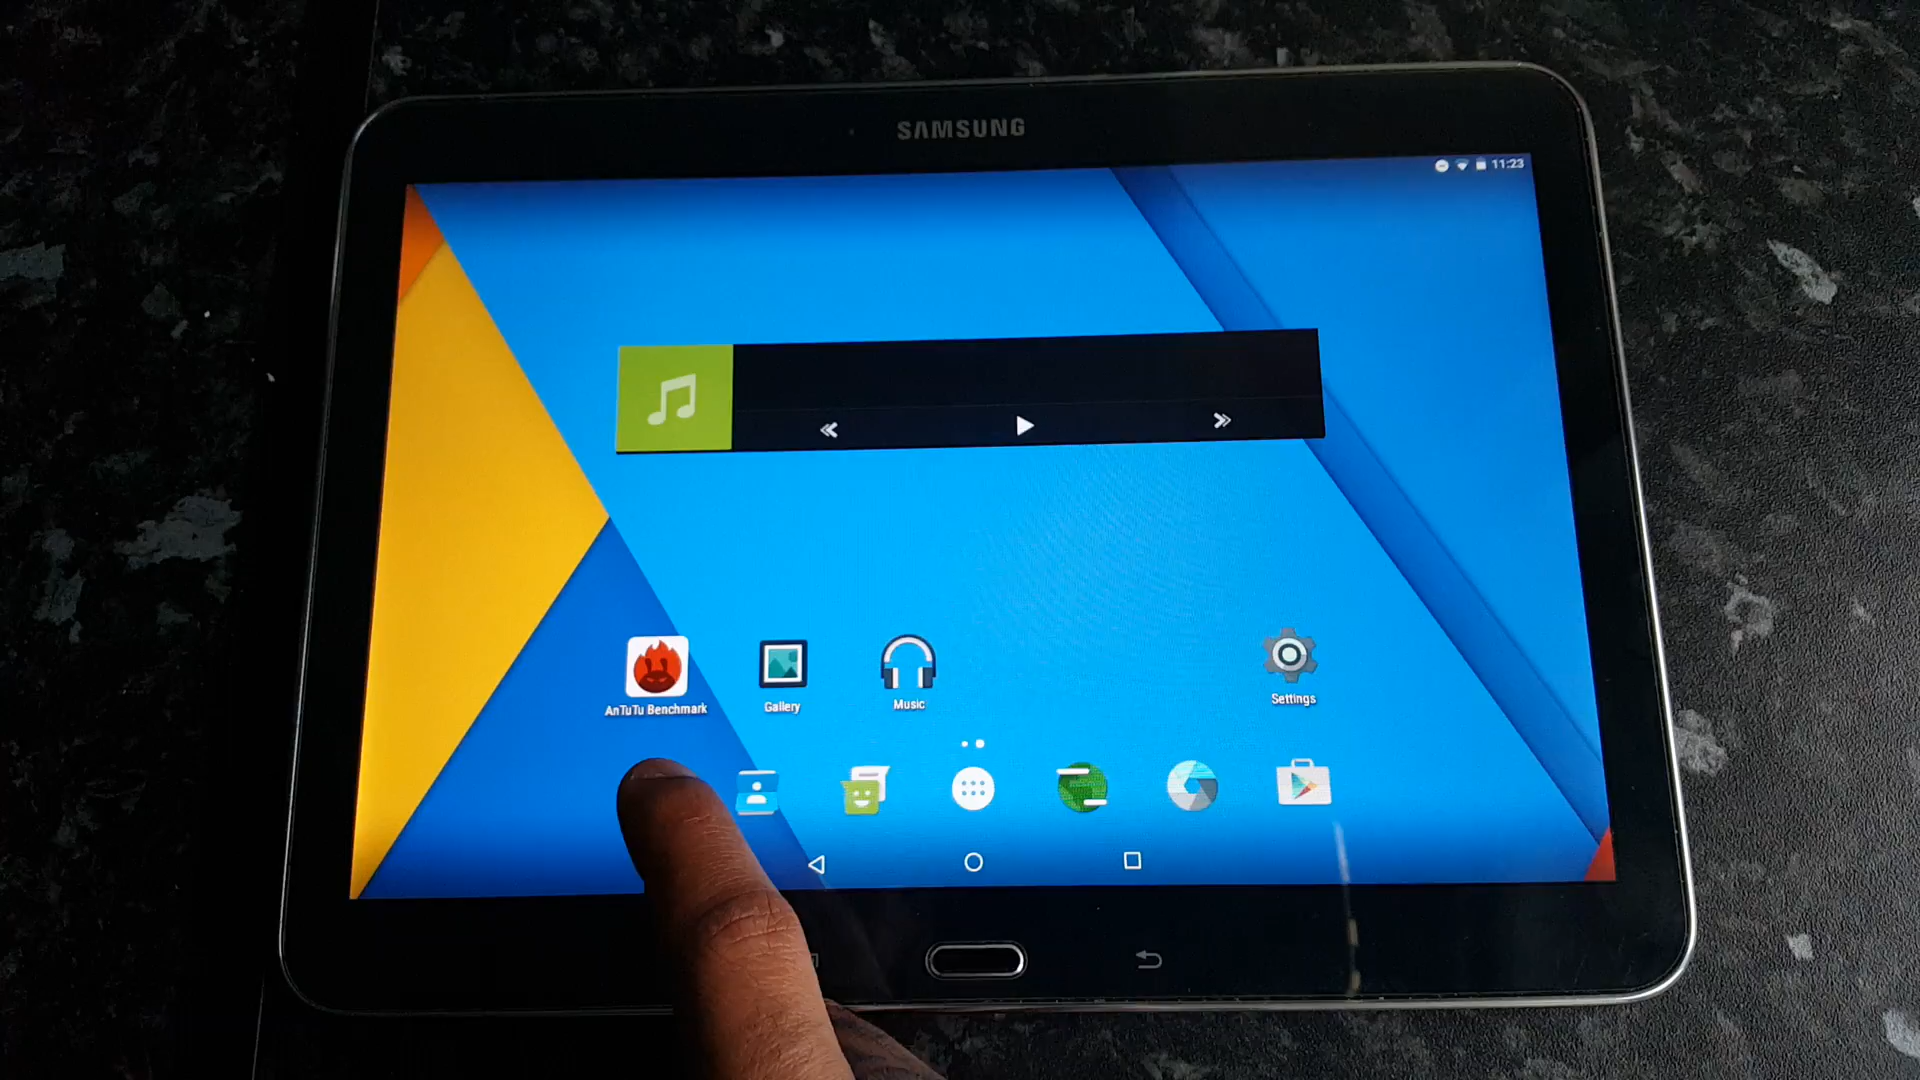 SAMSUNG
11:23
AnTuTu Benchmark
Gallery
Music
Settings